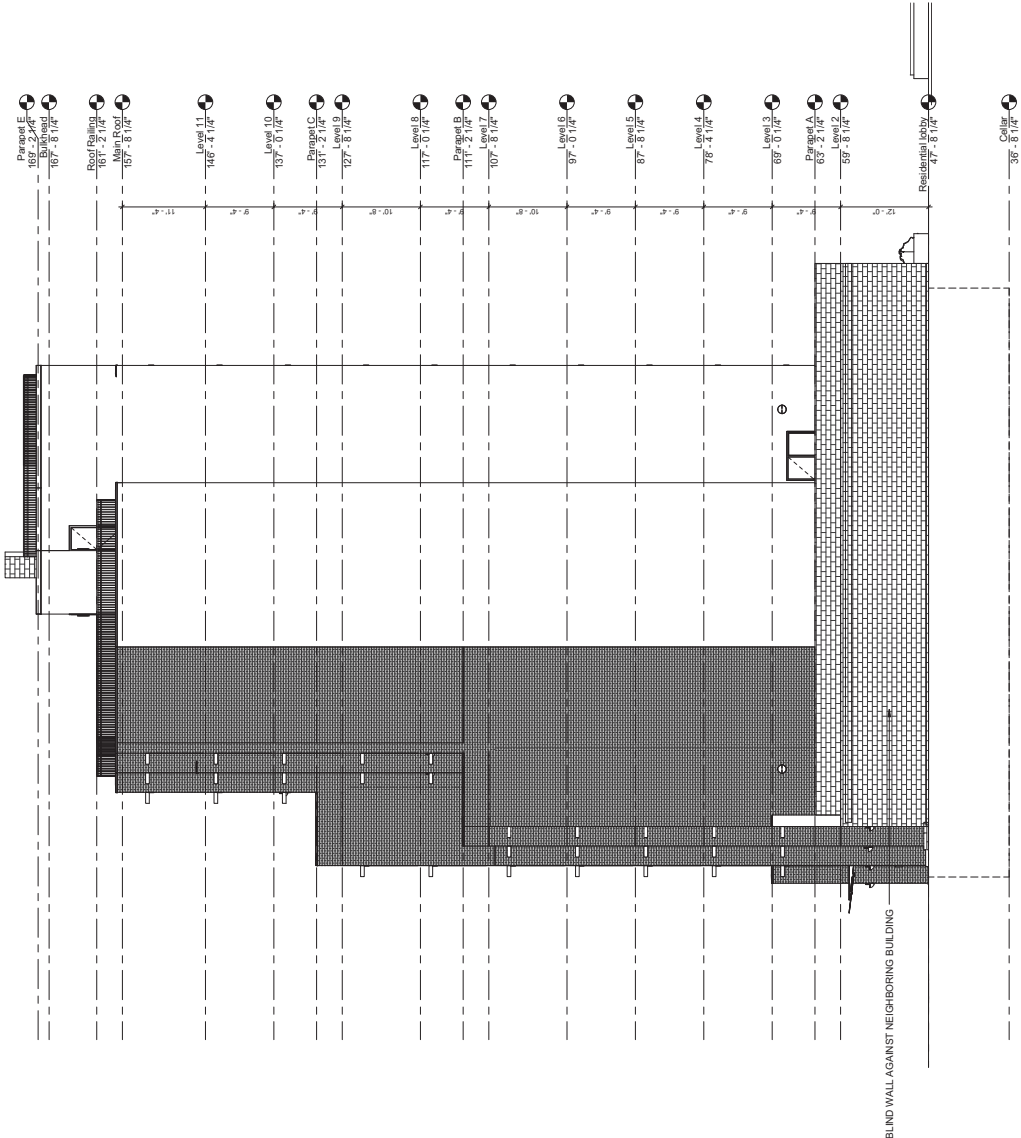 Parapet E
169' - 2 1/4"
Bulkhead
167' - 8 1/4"
Roof Railing
161' - 2 1/4"
Main Roof
157' - 8 1/4"
Level 11
146' - 4 1/4"
Level 10
137' - 0 1/4"
Parapet C
131' - 2 1/4"
Level 9
127' - 8 1/4"
Level 8
117' - 0 1/4"
Parapet B
111' - 2 1/4"
Level 7
107' - 8 1/4"
Level 6
97' - 0 1/4"
Level 5
87' - 8 1/4"
Level 4
78' - 4 1/4"
Level 3
69' - 0 1/4"
Parapet A
63' - 2 1/4"
Level 2
59' - 8 1/4"
Residential lobby
47' - 8 1/4"
Cellar
36' - 5 8 1/4"
11' - 4"
9' - 4"
9' - 4"
10' - 8"
9' - 4"
10' - 8"
9' - 4"
9' - 4"
9' - 4"
9' - 4"
12' - 0"
BLIND WALL AGAINST NEIGHBORING BUILDING